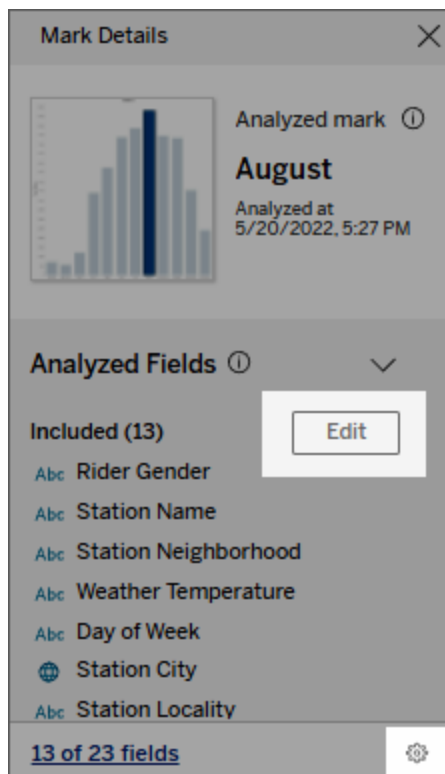 Mark Details
Analyzed mark
August
Analyzed at
5/20/2022, 5:27 PM
Analyzed Fields
Included (13)
Edit
Abc Rider Gender
Abc Station Name
Abc Station Neighborhood
Abc Weather Temperature
Abc Day of Week
Station City
Abc Station Locality
13 of 23 fields